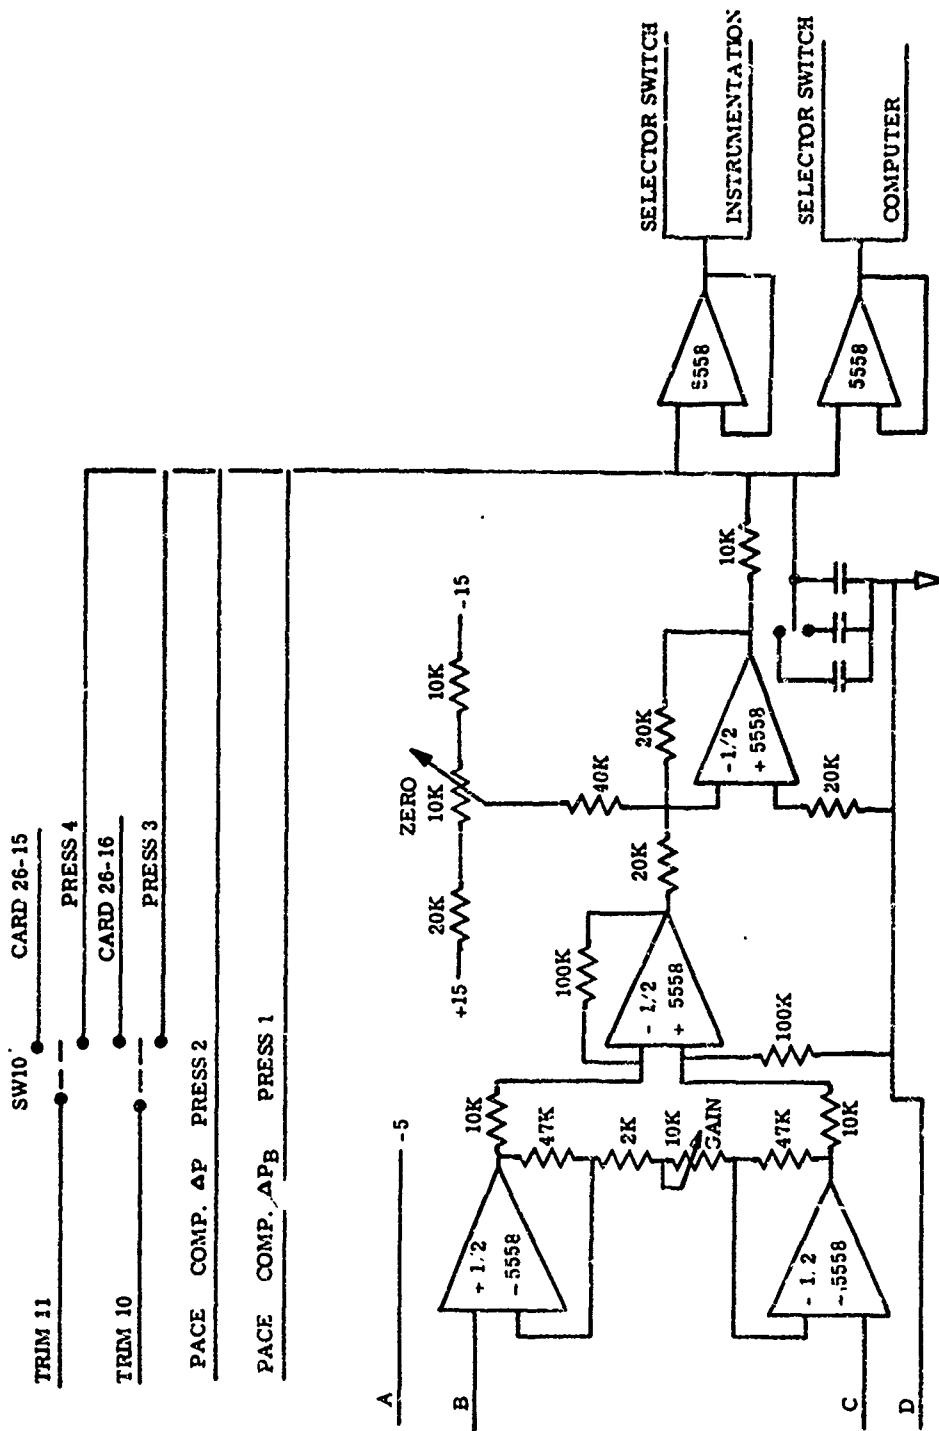 SW10
CARD 26-15
TRIM 11
PRESS 4
CARD 26-16
TRIM 10
PRESS 3
PACE COMP. ΔP PRESS 2
PACE COMP. ΔPB PRESS 1
A
-5
B
C
D
+ 1/2
- 5558
- 1/2
5558
10K
47K
2K
10K
GAIN
47K
10K
100K
- 1/2
+ 5558
100K
+15
20K
ZERO
10K
10K
-15
40K
20K
20K
- 1/2
+ 5558
20K
10K
5558
5558
SELECTOR SWITCH
INSTRUMENTATION
SELECTOR SWITCH
COMPUTER